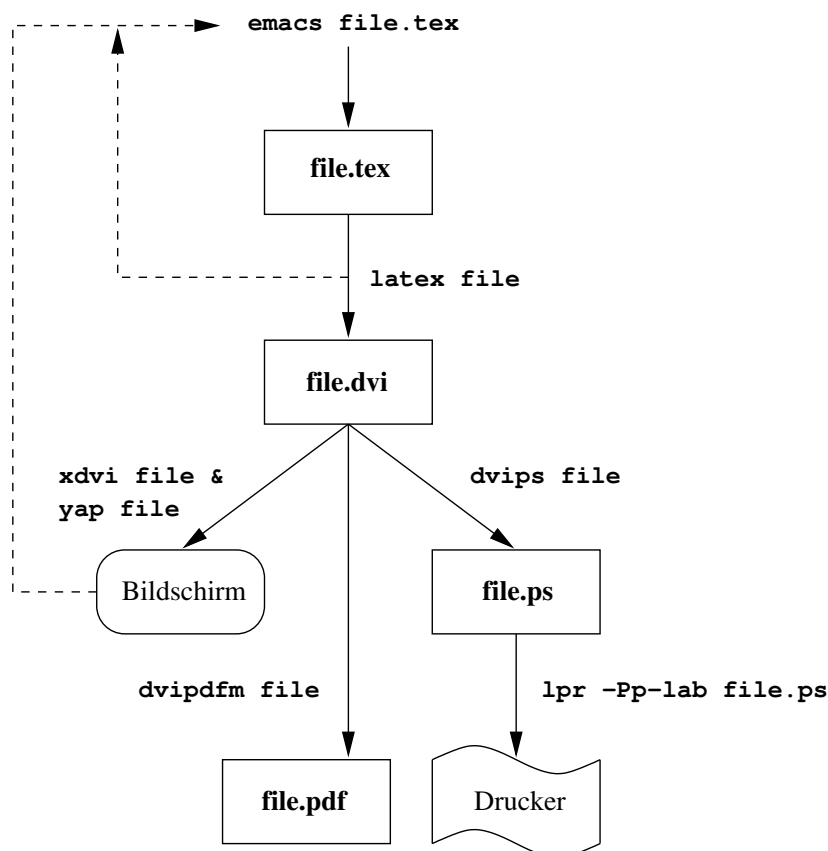 emacs file.tex
file.tex
latex file
file.dvi
xdvi file &
yap file
dvips file
Bildschirm
file.ps
dvipdfm file
lpr −Pp−lab file.ps
file.pdf
Drucker